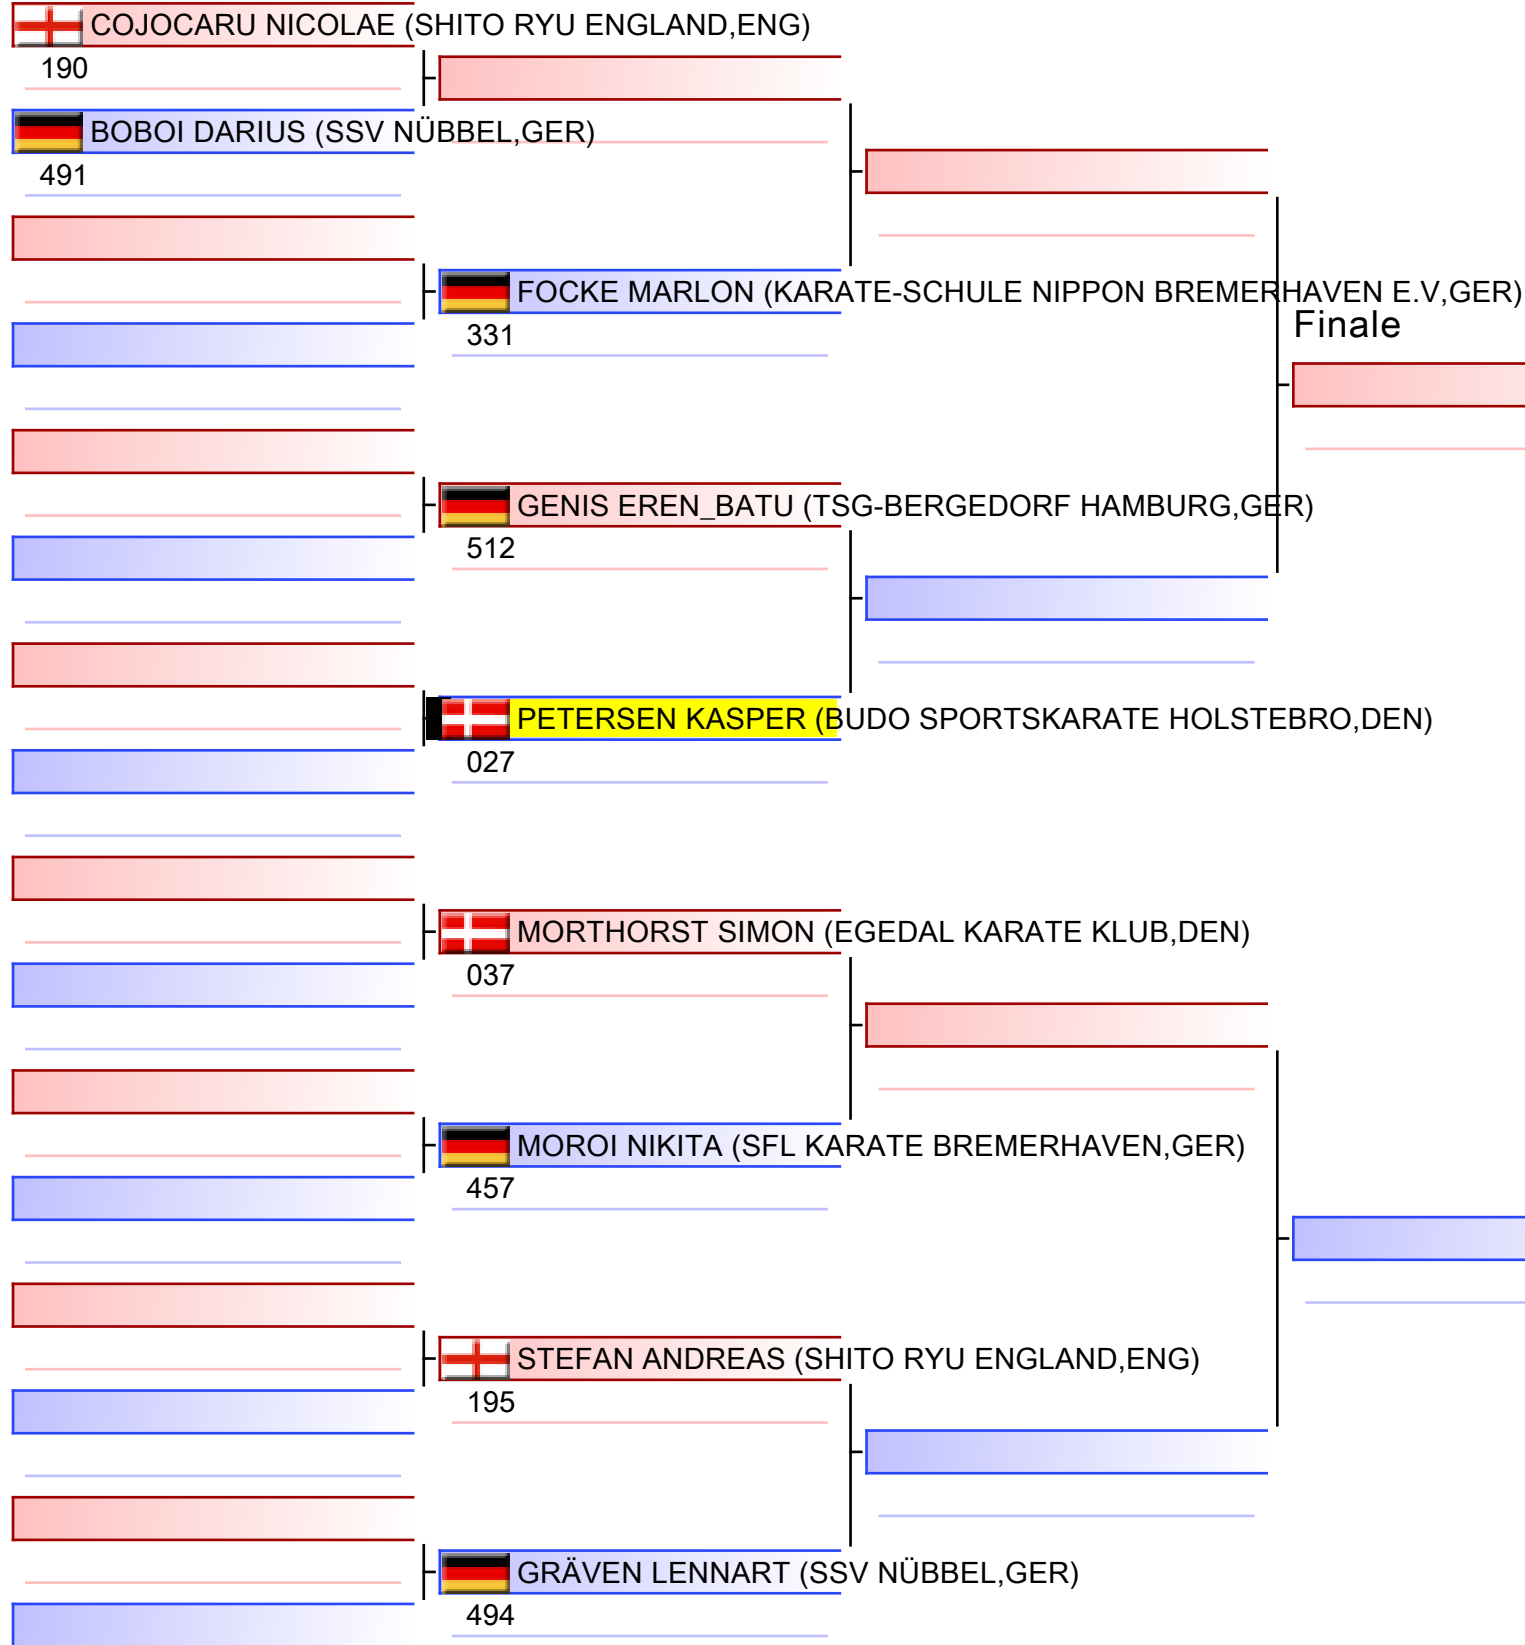 COJOCARU NICOLAE (SHITO RYU ENGLAND,ENG)
190
BOBOI DARIUS (SSV NÜBBEL,GER)
491
FOCKE MARLON (KARATE-SCHULE NIPPON BREMERHAVEN E.V,GER)
331
Finale
GENIS EREN_BATU (TSG-BERGEDORF HAMBURG,GER)
512
PETERSEN KASPER (BUDO SPORTSKARATE HOLSTEBRO,DEN)
027
MORTHORST SIMON (EGEDAL KARATE KLUB,DEN)
037
MOROI NIKITA (SFL KARATE BREMERHAVEN,GER)
457
STEFAN ANDREAS (SHITO RYU ENGLAND,ENG)
195
GRÄVEN LENNART (SSV NÜBBEL,GER)
494